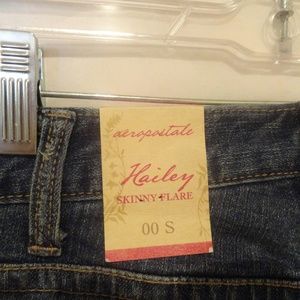 aeropostale
Hailey
SKINNY FLARE
00 S